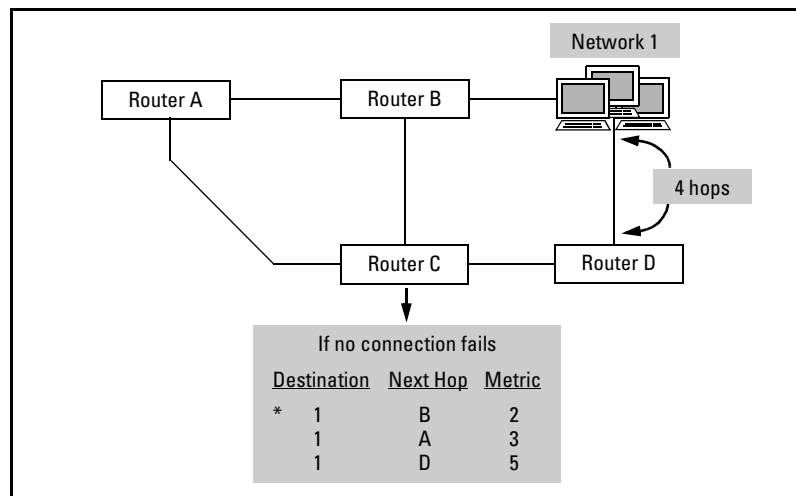 Network 1
Router A
Router B
4 hops
Router C
Router D
If no connection fails
Destination Next Hop Metric
* 1 B 2
1 A 3
1 D 5